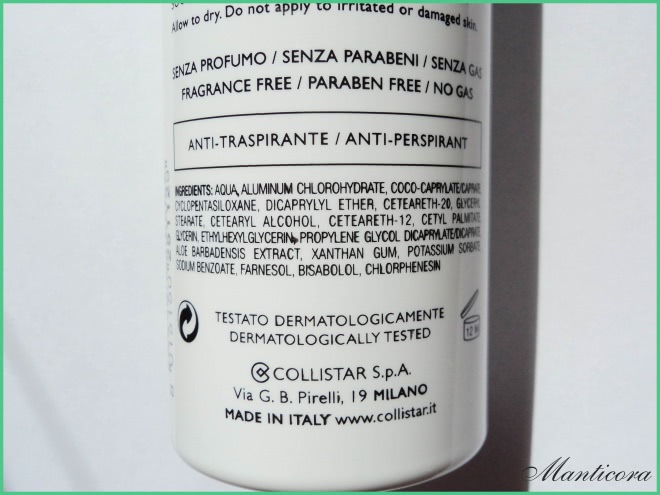 Allow to dry. Do not apply to irritated or damaged skin.
SENZA PROFUMO / SENZA PARABENI / SENZA GAS
FRAGRANCE FREE / PARABEN FREE / NO GAS
ANTI-TRASPIRANTE / ANTI-PERSPIRANT
INGREDIENTS: AQUA, ALUMINUM CHLOROHYDRATE, COCO-CAPRYLATE/CAPRATE,
CYCLOPENTASILOXANE, DICAPRYLYL ETHER, CETEARETH-20, GLYCERYL
STEARATE, CETEARYL ALCOHOL, CETEARETH-12, CETYL PALMITATE,
GLYCERIN, ETHYLHEXYLGLYCERIN, PROPYLENE GLYCOL DICAPRYLATE/DICAPRATE,
ALOE BARBADENSIS EXTRACT, XANTHAN GUM, POTASSIUM SORBATE,
SODIUM BENZOATE, FARNESOL, BISABOLOL, CHLORPHENESIN
TESTATO DERMATOLOGICAMENTE
DERMATOLOGICALLY TESTED
12 M
COLLISTAR S.p.A.
Via G. B. Pirelli, 19 MILANO
MADE IN ITALY www.collistar.it
Manticora